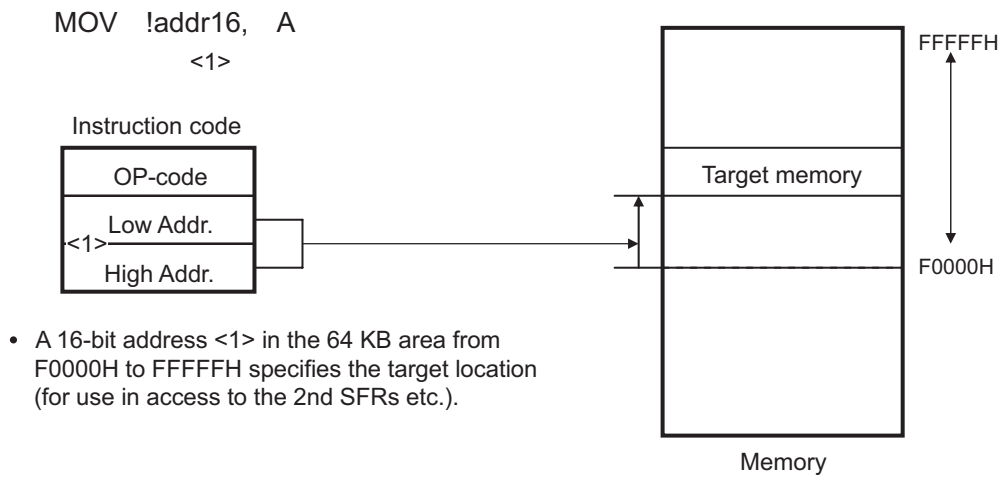 MOV !addr16, A
<1>
Instruction code
OP-code
Low Addr.
<1>
High Addr.
FFFFFH
Target memory
F0000H
Memory
• A 16-bit address <1> in the 64 KB area from
F0000H to FFFFFH specifies the target location
(for use in access to the 2nd SFRs etc.).